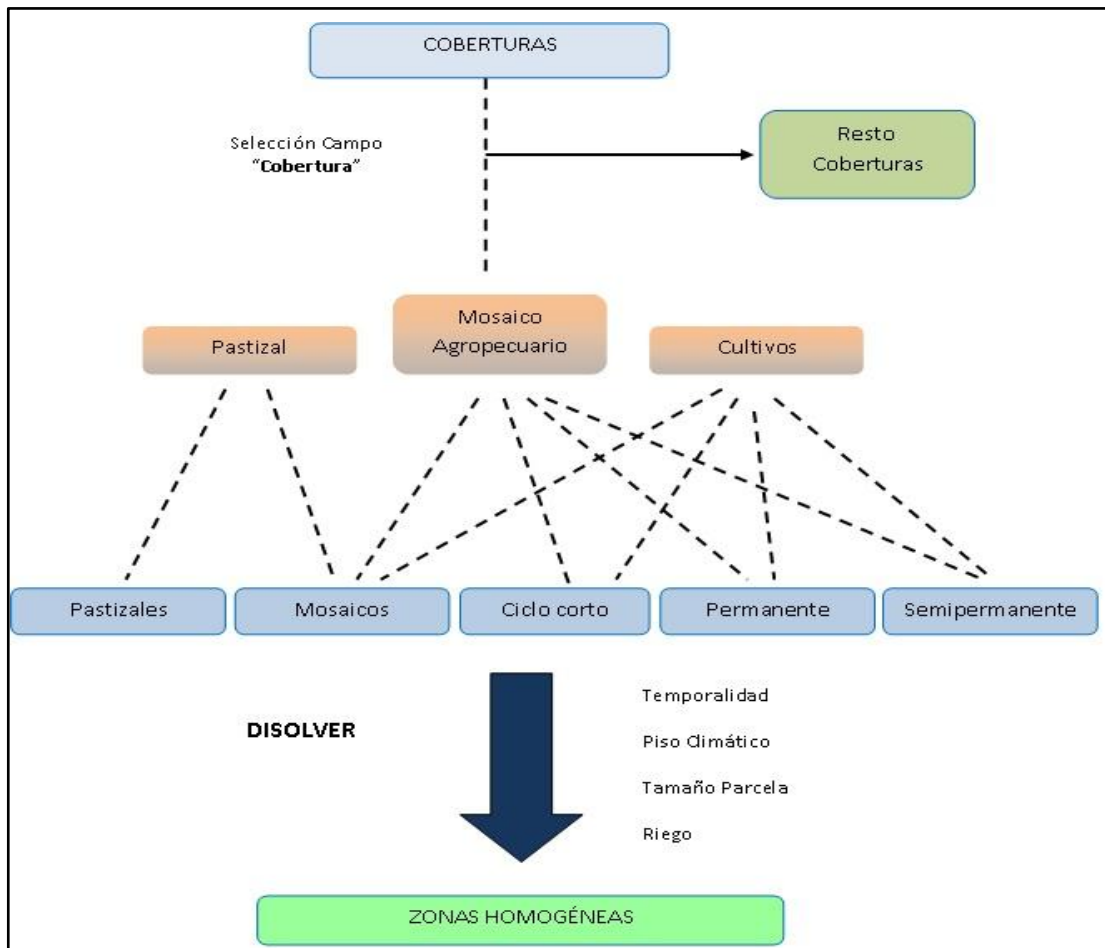 COBERTURAS
Selección Campo
“Cobertura”
Resto
Coberturas
Pastizal
Mosaico
Agropecuario
Cultivos
Pastizales
Mosaicos
Ciclo corto
Permanente
Semipermanente
DISOLVER
Temporalidad
Piso Climático
Tamaño Parcela
Riego
ZONAS HOMOGÉNEAS